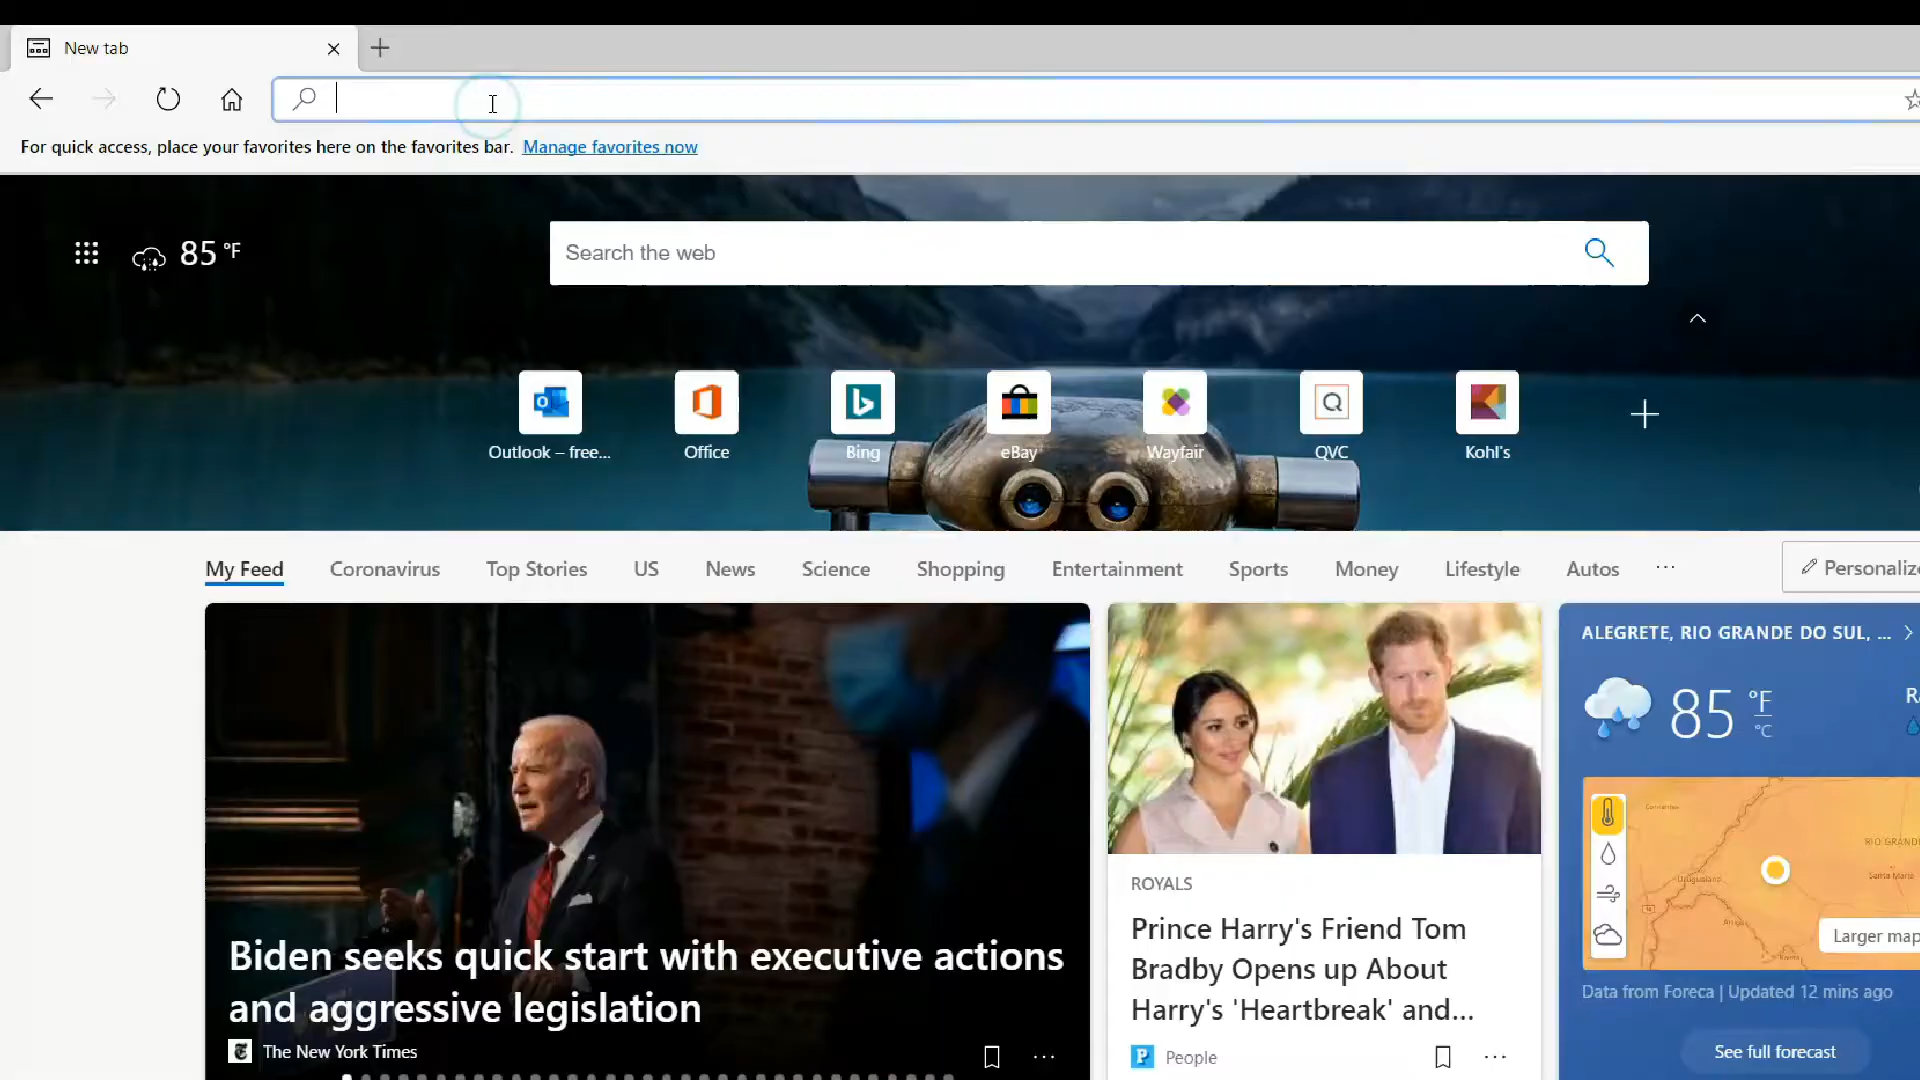 New tab
For quick access, place your favorites here on the favorites bar. Manage favorites now
85 °F
Search the web
Outlook – free...
Office
Bing
eBay
Wayfair
QVC
Kohl's
My Feed
Coronavirus
Top Stories
US
News
Science
Shopping
Entertainment
Sports
Money
Lifestyle
Autos
Personalize
Biden seeks quick start with executive actions
and aggressive legislation
The New York Times
ROYALS
Prince Harry's Friend Tom
Bradby Opens up About
Harry's 'Heartbreak' and...
People
ALEGRETE, RIO GRANDE DO SUL, ...
85 °F
°C
RIO GRANDE
Santa Maria
Larger map
Data from Foreca | Updated 12 mins ago
See full forecast